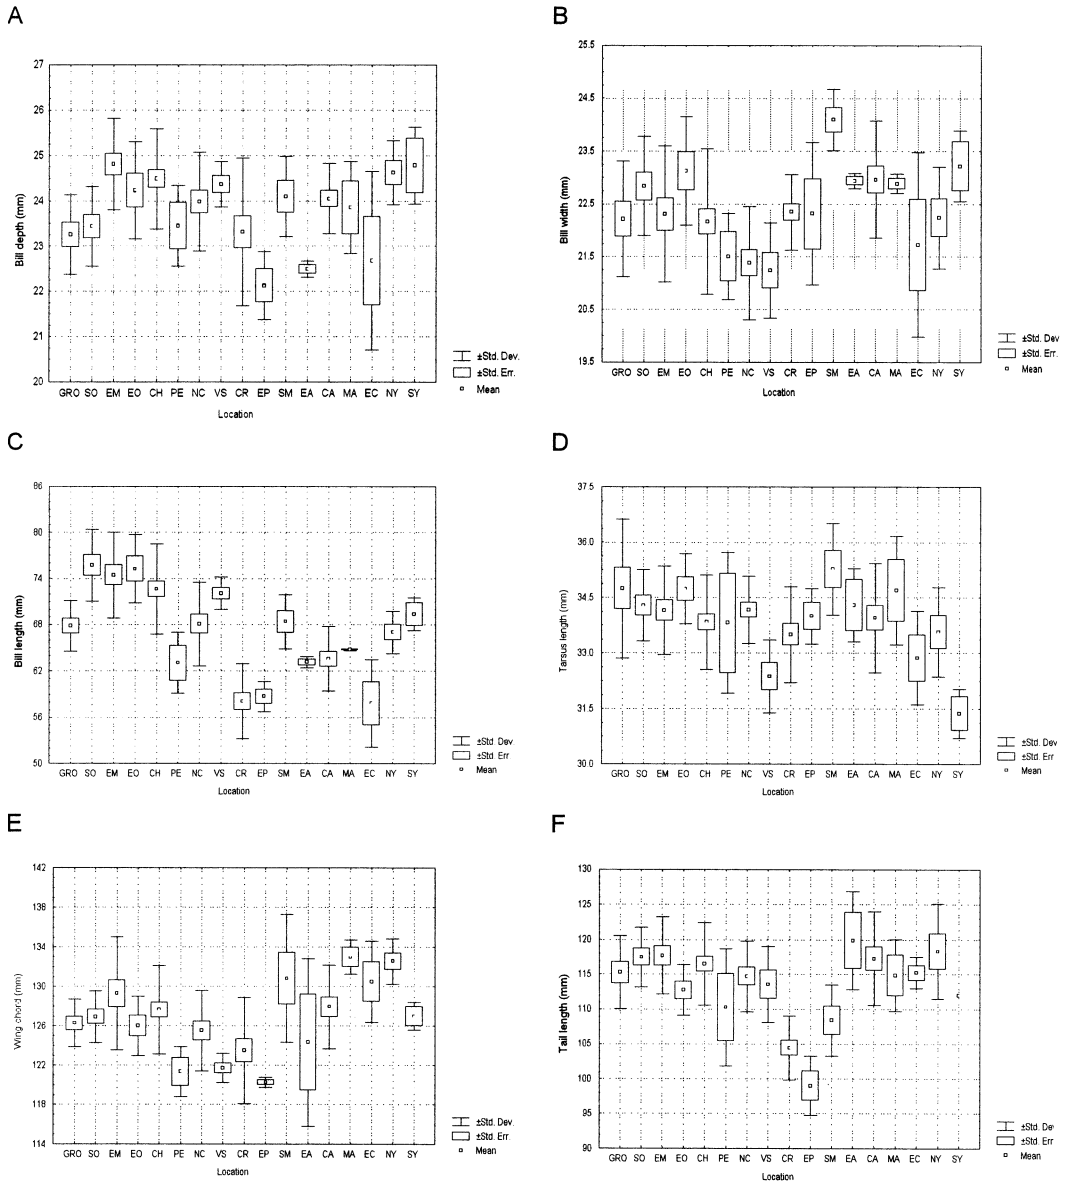 A
27
26
25
24
23
22
21
20
Bill depth (mm)
GRO SO EM EO CH PE NC VS CR EP SM EA CA MA EC NY SY
Location
±Std. Dev.
±Std. Err.
Mean
B
25.5
24.5
23.5
22.5
21.5
20.5
19.5
Bill width (mm)
GRO SO EM EO CH PE NC VS CR EP SM EA CA MA EC NY SY
Location
±Std. Dev
±Std. Err.
Mean
C
86
80
74
68
62
56
50
Bill length (mm)
GRO SO EM EO CH PE NC VS CR EP SM EA CA MA EC NY SY
Location
±Std. Dev
±Std. Err
Mean
D
37.5
36.0
34.5
33.0
31.5
30.0
Tarsus length (mm)
GRO SO EM EO CH PE NC VS CR EP SM EA CA MA EC NY SY
Location
±Std. Dev
±Std. Err
Mean
E
142
138
134
130
126
122
118
114
Wing chord (mm)
GRO SO EM EO CH PE NC VS CR EP SM EA CA MA EC NY SY
Location
±Std. Dev.
±Std. Err.
Mean
F
130
125
120
115
110
105
100
95
90
Tail length (mm)
GRO SO EM EO CH PE NC VS CR EP SM EA CA MA EC NY SY
Location
±Std. De
±Std. Err
Mean